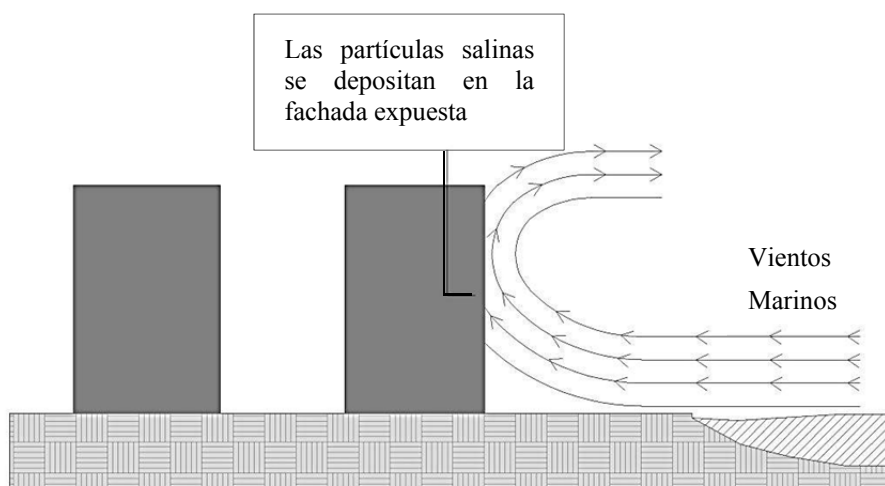 Las partículas salinas
se depositan en la
fachada expuesta
Vientos
Marinos